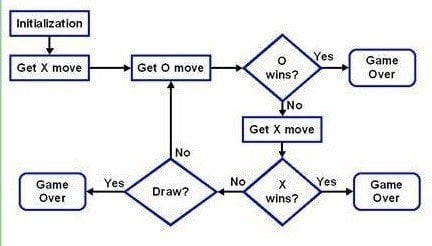 Initialization
Get X move
Get O move
O
wins?
Yes
Game
Over
No
Get X move
X
wins?
Yes
Game
Over
No
Draw?
No
Yes
Game
Over